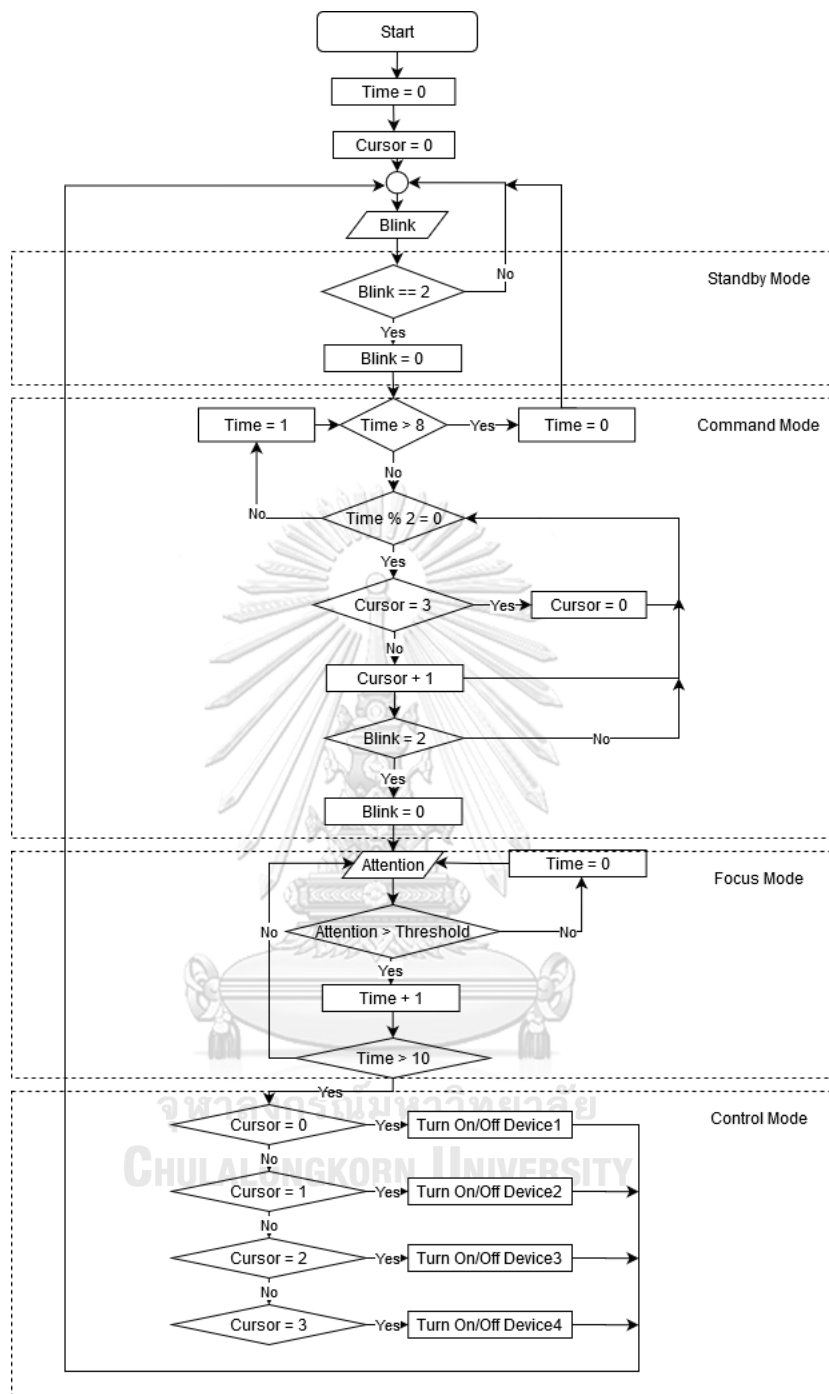 Start
Time = 0
Cursor = 0
Blink
No
Standby Mode
Blink == 2
Yes
Blink = 0
Time = 1
Time > 8
Yes
Time = 0
Command Mode
No
No
Time % 2 = 0
Yes
Cursor = 3
Yes
Cursor = 0
No
Cursor + 1
Blink = 2
No
Yes
Blink = 0
Attention
Time = 0
Focus Mode
No
Attention > Threshold
No
Yes
Time + 1
Time > 10
Yes
จุฬาลงกรณ์มหาวิทยาลัย
CHULALONGKORN UNIVERSITY
Cursor = 0
Yes
Turn On/Off Device1
Control Mode
No
Cursor = 1
Yes
Turn On/Off Device2
No
Cursor = 2
Yes
Turn On/Off Device3
No
Cursor = 3
Yes
Turn On/Off Device4